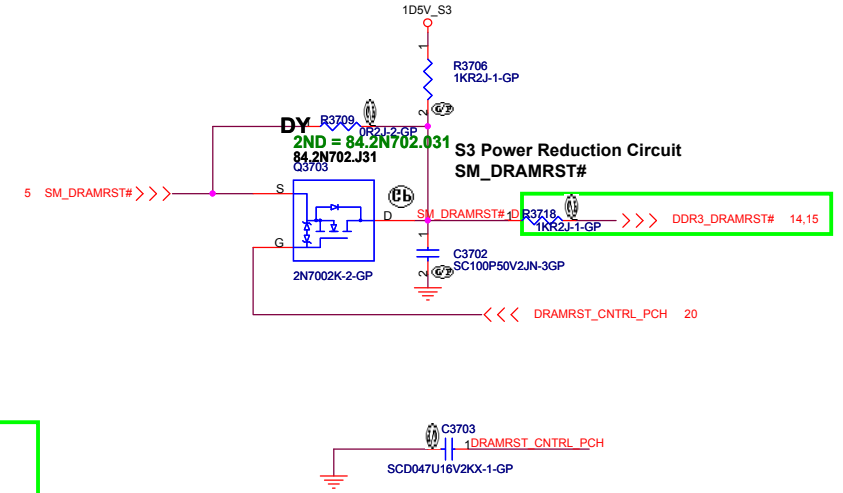 1D5V_S3
1
R3706
1KR2J-1-GP
2
DY
R3709
0R2J-2-GP
2ND = 84.2N702.031
84.2N702.J31
Q3703
S3 Power Reduction Circuit
SM_DRAMRST#
5 SM_DRAMRST#
S
D
SM_DRAMRST#_D
1
R3718
1KR2J-1-GP
DDR3_DRAMRST# 14,15
G
1
C3702
SC100P50V2JN-3GP
2
2N7002K-2-GP
DRAMRST_CNTRL_PCH 20
C3703
1
DRAMRST_CNTRL_PCH
SCD047U16V2KX-1-GP